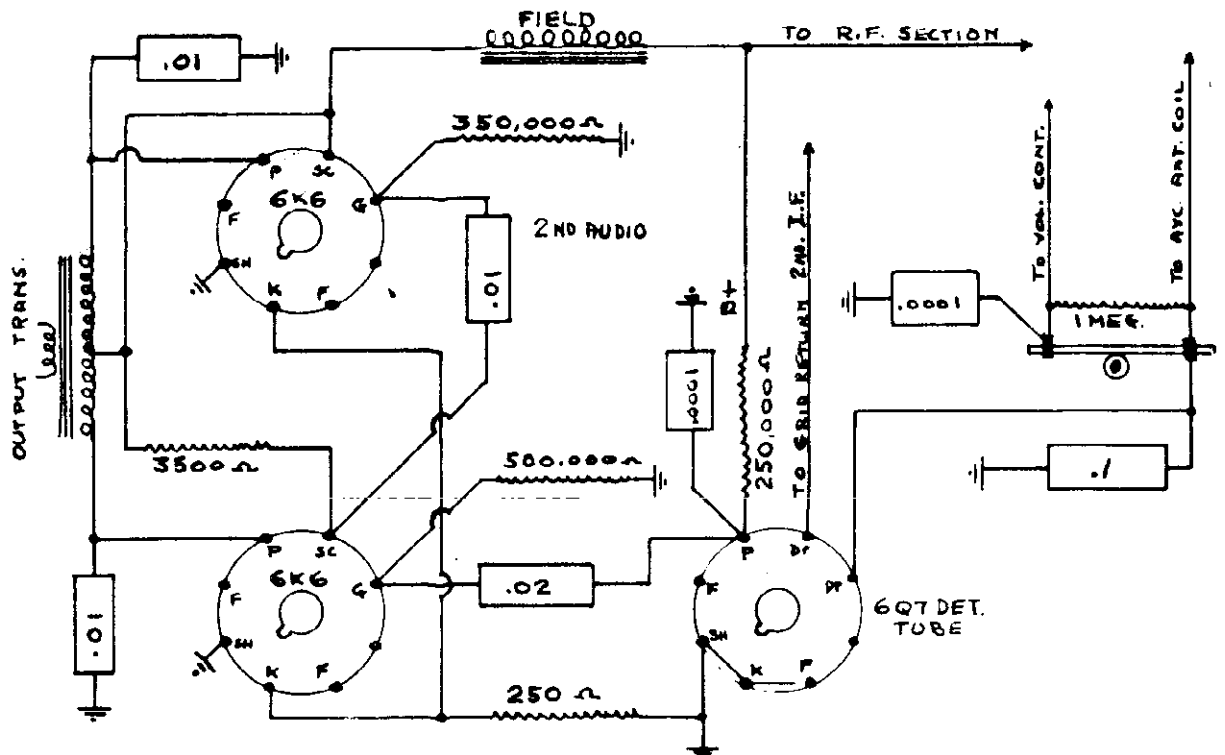 FIELD
TO R.F. SECTION
.01
350,000Ω
P
SC
G
6K6
F
SH
K
F
2ND AUDIO
.01
OUTPUT TRANS.
3500Ω
500.000Ω
.0001
B+
250,000Ω
TO GRID RETURN 2ND. I.F.
TO VOL. CONT.
TO AVC. ANT. COIL
.0001
1 MEG.
.1
P
SC
G
6K6
F
SH
K
F
.01
.02
250Ω
P
DP
DP
F
SH
K
F
6Q7 DET.
TUBE